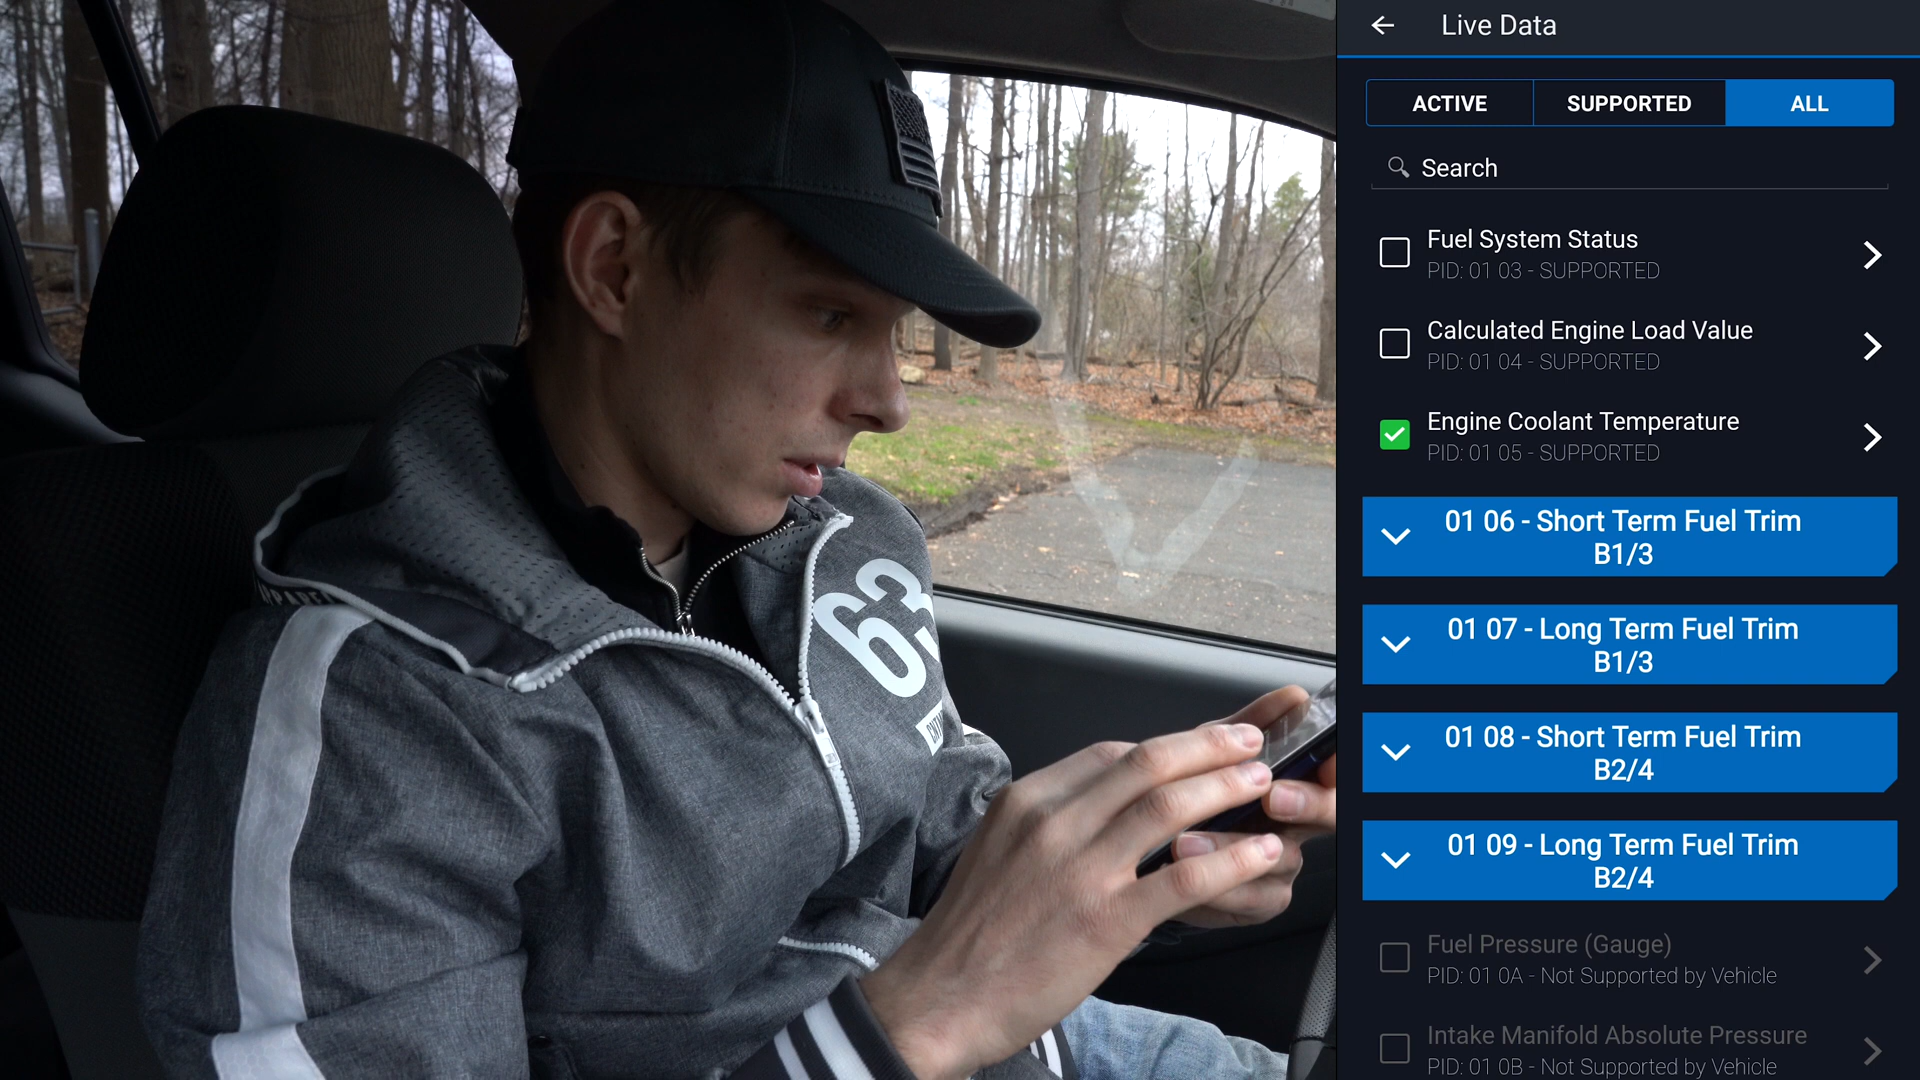 Live Data
ACTIVE
SUPPORTED
ALL
Search
Fuel System Status
PID: 01 03 - SUPPORTED
Calculated Engine Load Value
PID: 01 04 - SUPPORTED
Engine Coolant Temperature
PID: 01 05 - SUPPORTED
01 06 - Short Term Fuel Trim
B1/3
01 07 - Long Term Fuel Trim
B1/3
01 08 - Short Term Fuel Trim
B2/4
01 09 - Long Term Fuel Trim
B2/4
Fuel Pressure (Gauge)
PID: 01 0A - Not Supported by Vehicle
Intake Manifold Absolute Pressure
PID: 01 0B - Not Supported by Vehicle
63